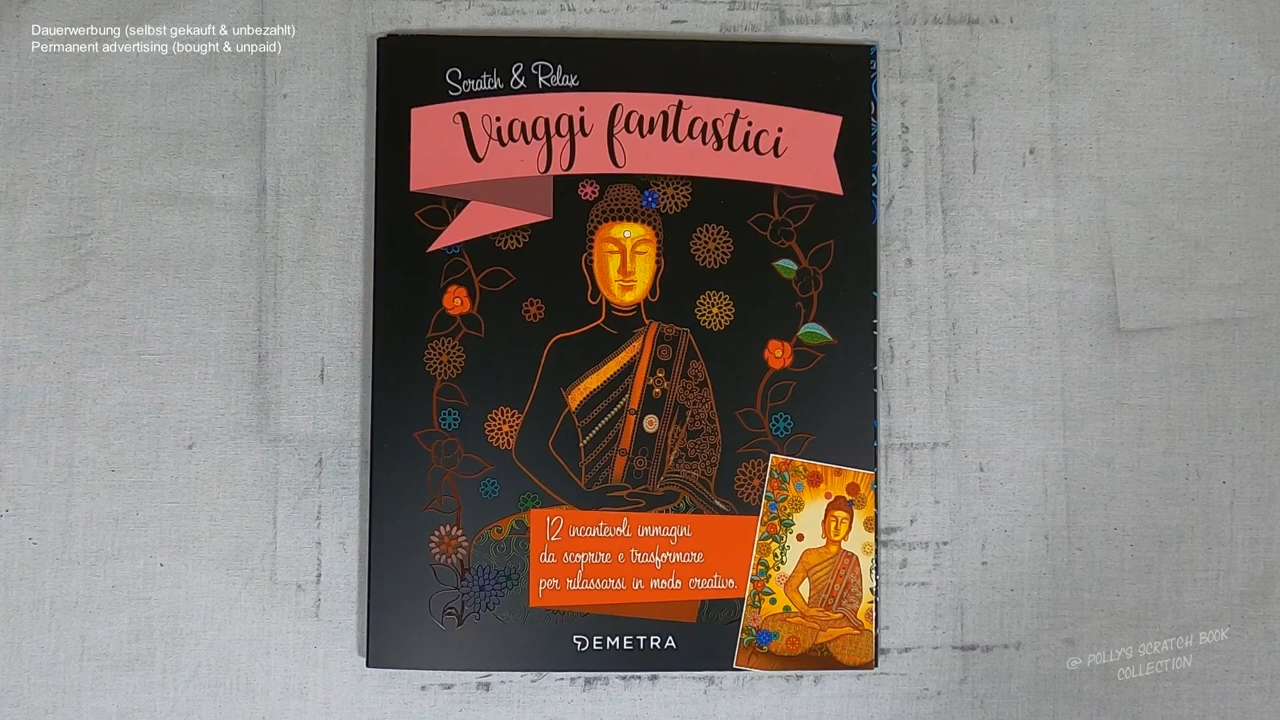 Dauerwerbung (selbst gekauft & unbezahlt)
Permanent advertising (bought & unpaid)
Scratch & Relax
Viaggi fantastici
12 incantevoli immagini
da scoprire e trasformare
per rilassarsi in modo creativo.
DEMETRA
@ POLLY'S SCRATCH BOOK
COLLECTION